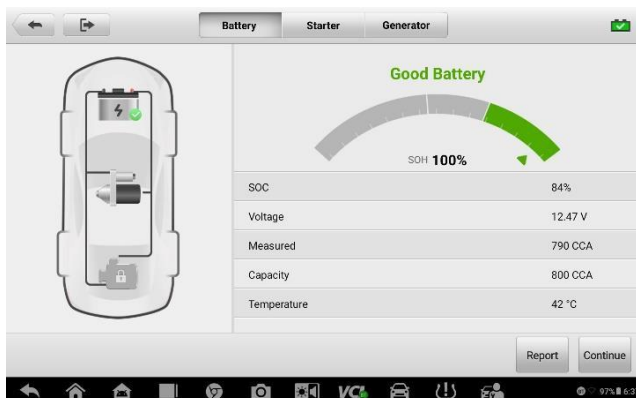 Battery Starter Generator
Good Battery
SOH 100%
SOC 84%
Voltage 12.47 V
Measured 790 CCA
Capacity 800 CCA
Temperature 42 °C
Report Continue
VCI 97%